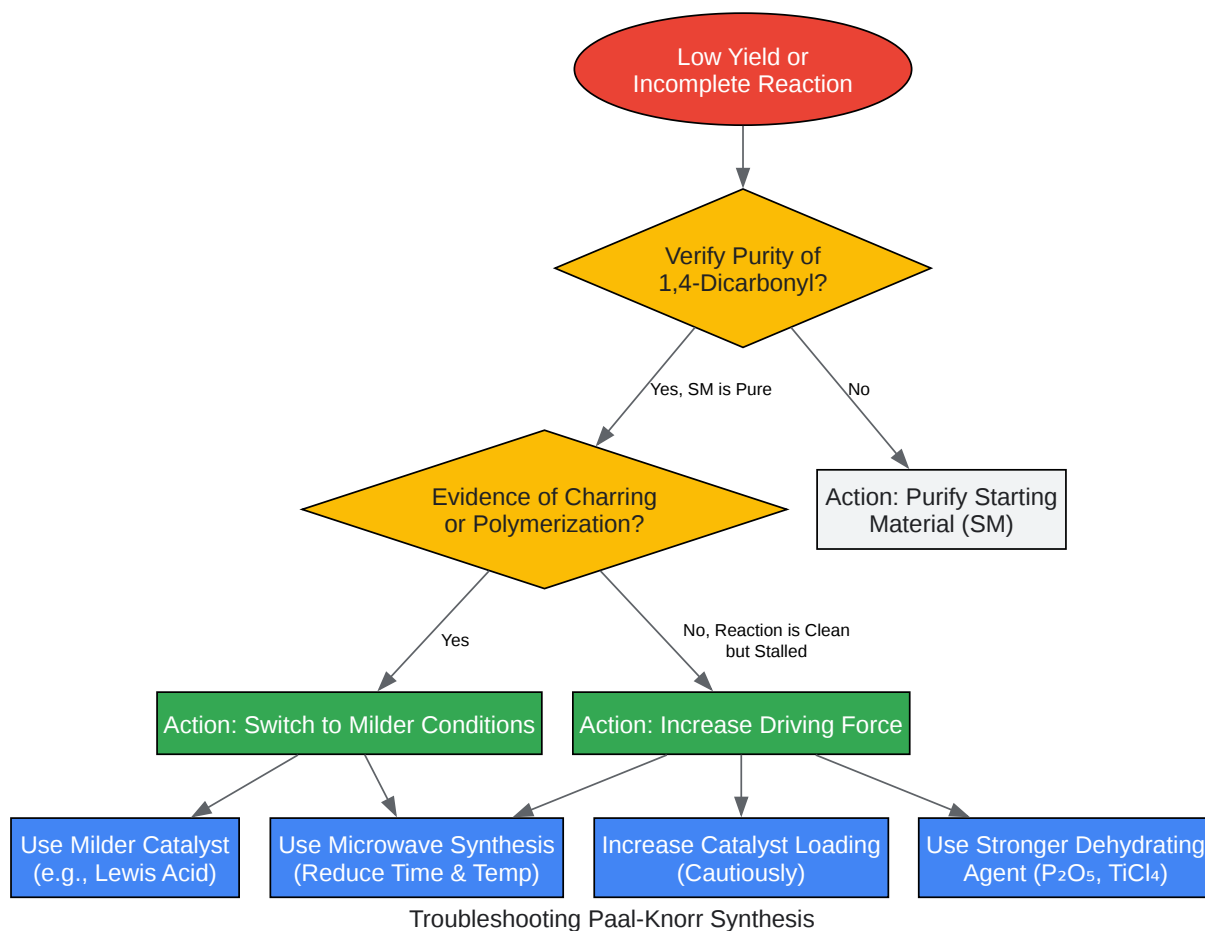 Low Yield or
Incomplete Reaction
Verify Purity of
1,4-Dicarbonyl?
Yes, SM is Pure
No
Evidence of Charring
or Polymerization?
Action: Purify Starting
Material (SM)
Yes
No, Reaction is Clean
but Stalled
Action: Switch to Milder Conditions
Action: Increase Driving Force
Use Milder Catalyst
(e.g., Lewis Acid)
Use Microwave Synthesis
(Reduce Time & Temp)
Increase Catalyst Loading
(Cautiously)
Use Stronger Dehydrating
Agent (P₂O₅, TiCl₄)
Troubleshooting Paal-Knorr Synthesis